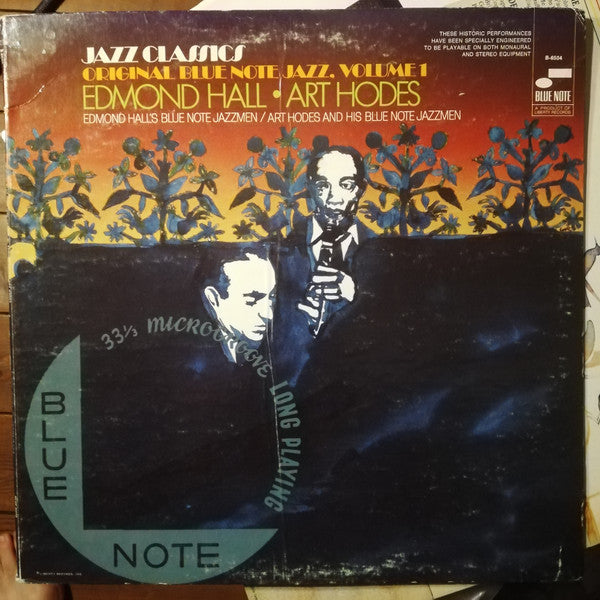 JAZZ CLASSICS
ORIGINAL BLUE NOTE JAZZ. VOLUME 1
EDMOND HALL • ART HODES
EDMOND HALL'S BLUE NOTE JAZZMEN / ART HODES AND HIS BLUE NOTE JAZZMEN
THESE HISTORIC PERFORMANCES
HAVE BEEN SPECIALLY ENGINEERED
TO BE PLAYABLE ON BOTH MONAURAL
AND STEREO EQUIPMENT
B-6504
BLUE NOTE
A PRODUCT OF
LIBERTY RECORDS
33 1/3 MICROGROOVE LONG PLAYING
BLUE
NOTE